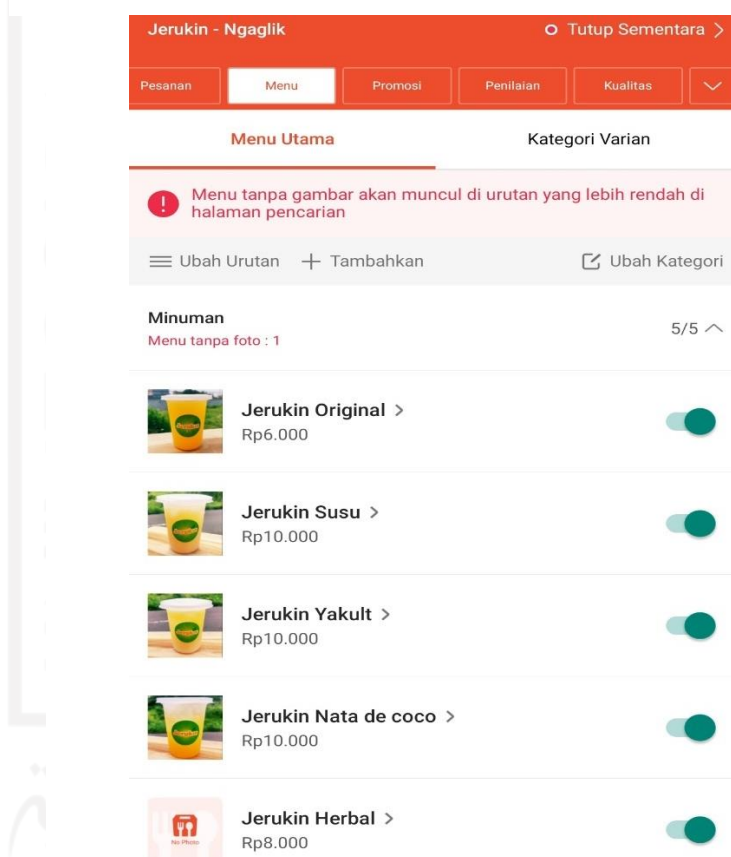 Jerukin - Ngaglik
Tutup Sementara
Pesanan
Menu
Promosi
Penilaian
Kualitas
Menu Utama
Kategori Varian
Menu tanpa gambar akan muncul di urutan yang lebih rendah di
halaman pencarian
Ubah Urutan
Tambahkan
Ubah Kategori
Minuman
5/5
Menu tanpa foto : 1
Jerukin Original
Rp6.000
Jerukin Susu
Rp10.000
Jerukin Yakult
Rp10.000
Jerukin Nata de coco
Rp10.000
No Photo
Jerukin Herbal
Rp8.000